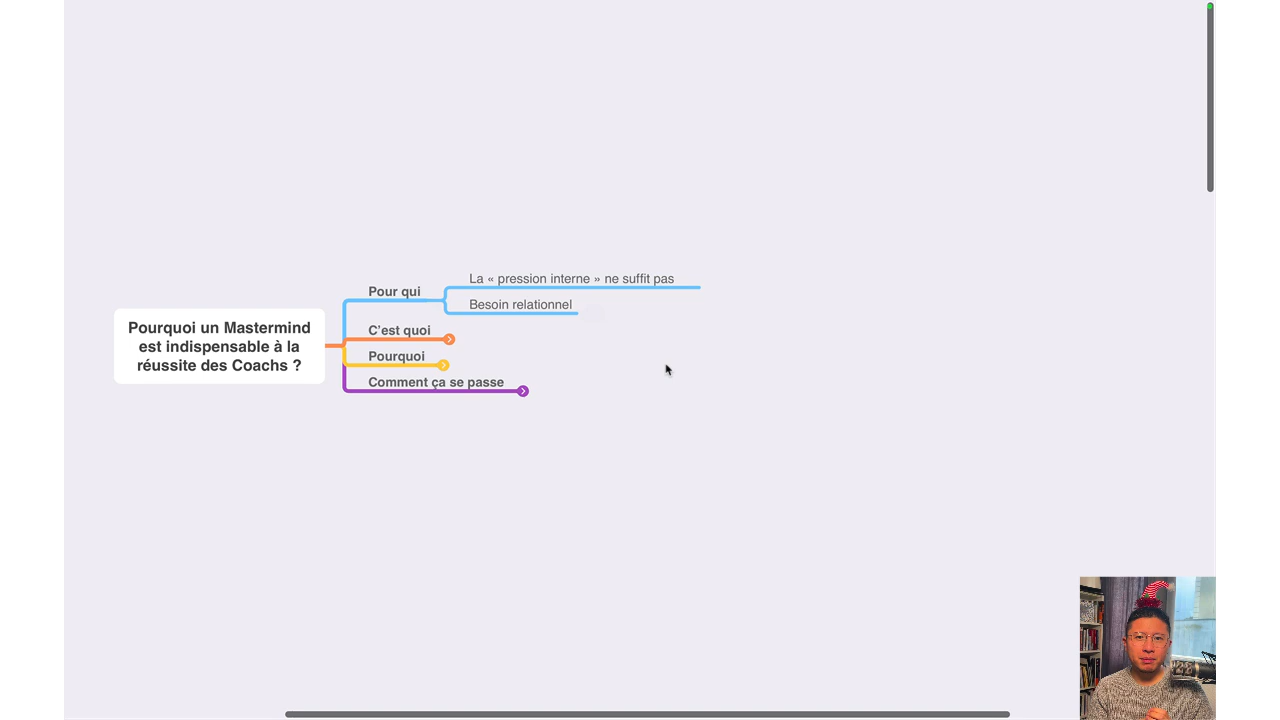 La « pression interne » ne suffit pas
Pour qui
Besoin relationnel
Pourquoi un Mastermind
est indispensable à la
réussite des Coachs ?
C’est quoi
Pourquoi
Comment ça se passe